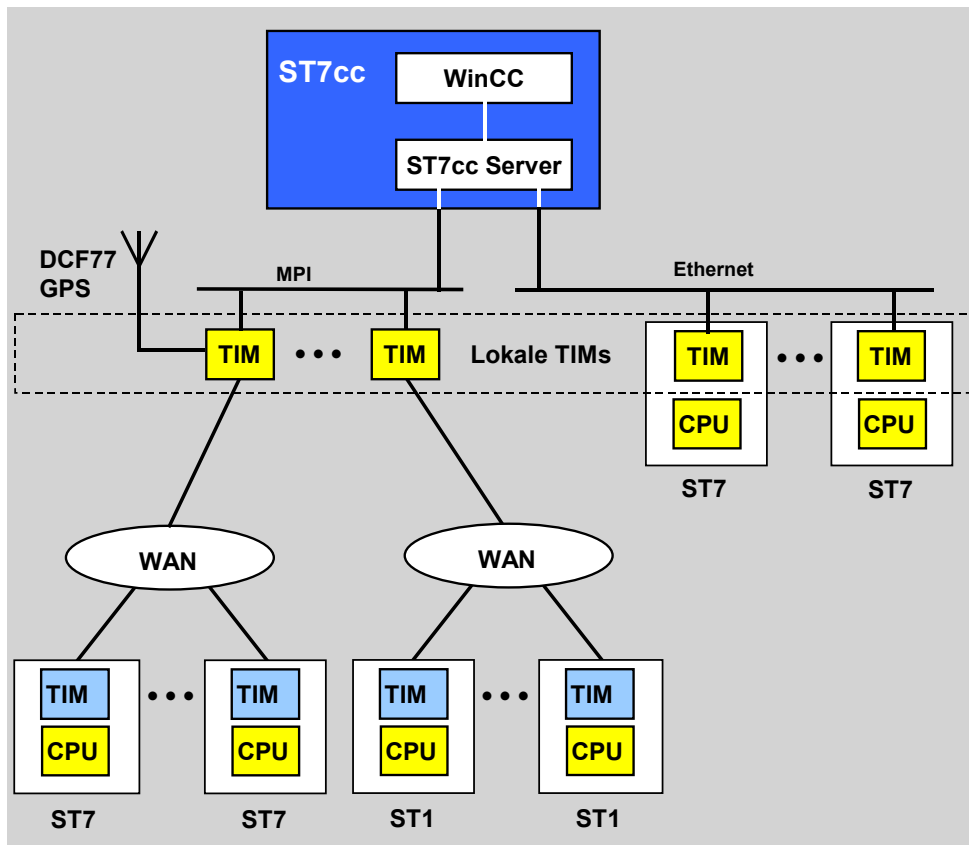 ST7cc
WinCC
ST7cc Server
DCF77
GPS
MPI
Ethernet
TIM
TIM
Lokale TIMs
TIM
TIM
CPU
CPU
ST7
ST7
WAN
WAN
TIM
TIM
TIM
TIM
CPU
CPU
CPU
CPU
ST7
ST7
ST1
ST1